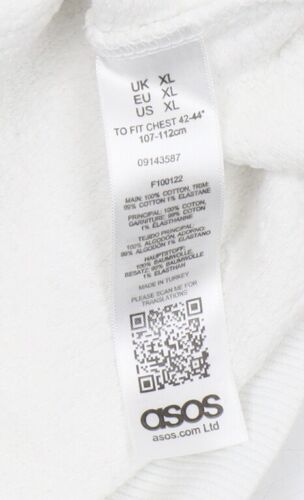 UK XL
EU XL
US XL
TO FIT CHEST 42-44"
107-112cm
09143587
F100122
MAIN: 100% COTTON, TRIM:
99% COTTON 1% ELASTANE
PRINCIPAL: 100% COTON,
GARNITURE: 99% COTON
1% ÉLASTHANNE
TEJIDO PRINCIPAL:
100% ALGODÓN, ADORNO:
99% ALGODÓN 1% ELASTANO
HAUPTSTOFF:
100% BAUMWOLLE,
BESATZ: 99% BAUMWOLLE
1% ELASTHAN
MADE IN TURKEY
PLEASE SCAN ME FOR
TRANSLATIONS
asos
asos.com Ltd